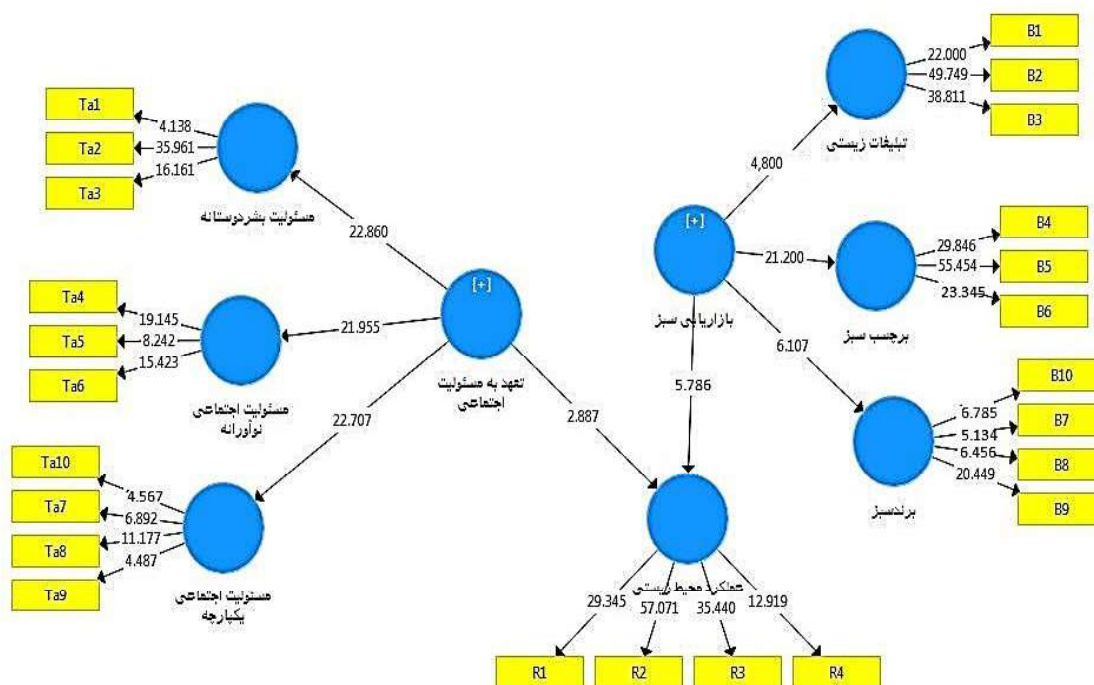 B1
22.000
B2
49.749
B3
38.811
تبلیغات زیستی
Ta1
4.138
Ta2
35.961
Ta3
16.161
مسئولیت بشردوستانه
4,800
22.860
[+]
بازاریابی سبز
21.200
B4
29.846
B5
55.454
B6
23.345
برچسب سبز
Ta4
19.145
Ta5
8.242
Ta6
15.423
مسئولیت اجتماعی
نوآورانه
21.955
[+]
تعهد به مسئولیت
اجتماعی
6.107
5.786
22.707
2.887
B10
6.785
B7
5.134
B8
6.456
B9
20.449
برندسبز
Ta10
4.567
Ta7
6.892
Ta8
11.177
Ta9
4.487
مسئولیت اجتماعی
یکپارچه
عملکرد محیط زیستی
29.345
57.071
35.440
12.919
R1
R2
R3
R4